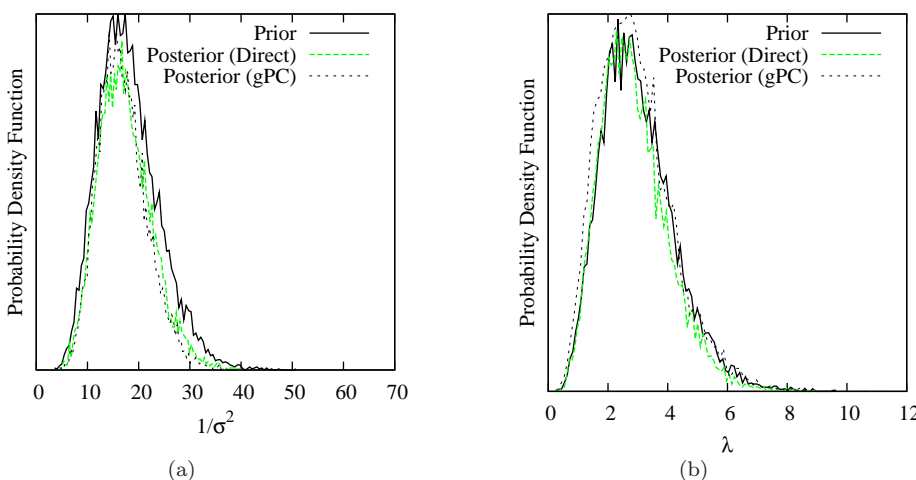 Prior
Posterior (Direct)
Posterior (gPC)
Probability Density Function
0 10 20 30 40 50 60 70
1/σ²
(a)
Prior
Posterior (Direct)
Posterior (gPC)
Probability Density Function
0 2 4 6 8 10 12
λ
(b)